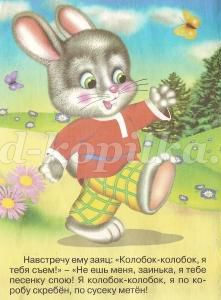 d-kopilka
Навстречу ему заяц: «Колобок-колобок, я
тебя съем!» – «Не ешь меня, заинька, я тебе
песенку спою! Я колобок-колобок, я по ко-
робу скребён, по сусеку метён!